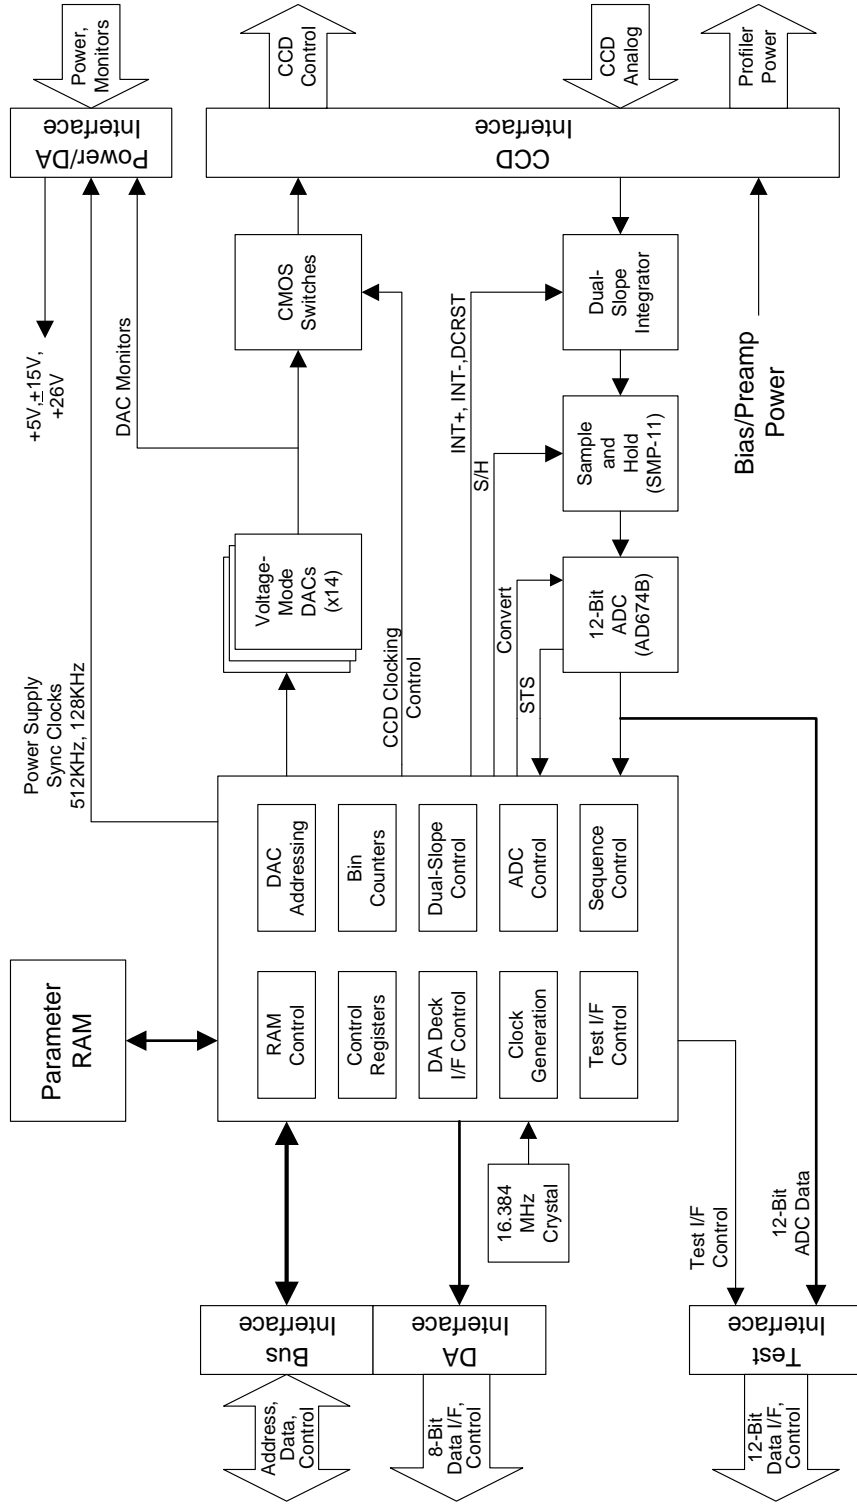 Power,
Monitors
Power/DA
Interface
+5V,±15V,
+26V
Power Supply
Sync Clocks
512KHz, 128KHz
Parameter
RAM
CCD
Control
CCD
Analog
Profiler
Power
CCD
Interface
DAC Monitors
CMOS
Switches
Voltage-
Mode
DACs
(x14)
CCD Clocking
Control
INT+, INT-,DCRST
S/H
Convert
STS
Dual-
Slope
Integrator
Sample
and
Hold
(SMP-11)
12-Bit
ADC
(AD674B)
Bias/Preamp
Power
RAM
Control
DAC
Addressing
Control
Registers
Bin
Counters
DA Deck
I/F Control
Dual-Slope
Control
Clock
Generation
ADC
Control
Test I/F
Control
Sequence
Control
16.384
MHz
Crystal
Test I/F
Control
12-Bit
ADC Data
Bus
Interface
DA
Interface
Test
Interface
Address,
Data,
Control
8-Bit
Data I/F,
Control
12-Bit
Data I/F,
Control